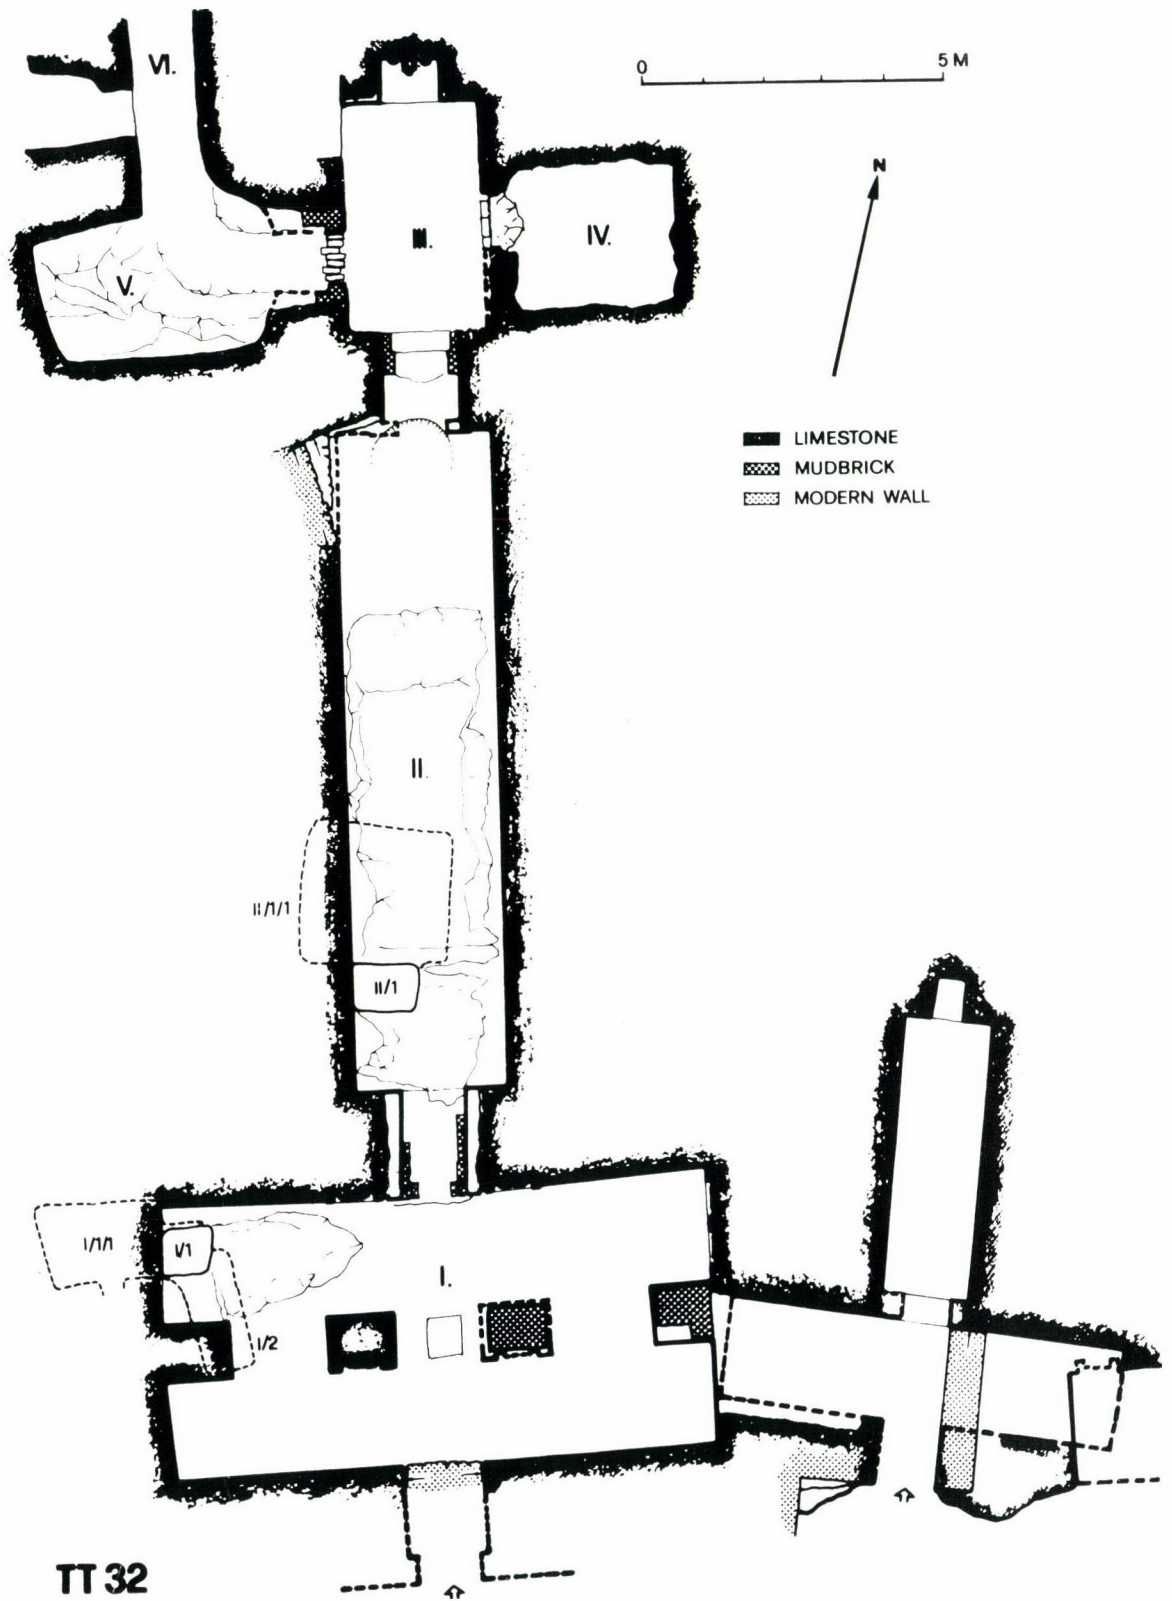 VI.
0 5 M
N
III.
IV.
V.
LIMESTONE
MUDBRICK
MODERN WALL
II.
II/1/1
II/1
I/1/1
I/1
I.
I/2
TT 32